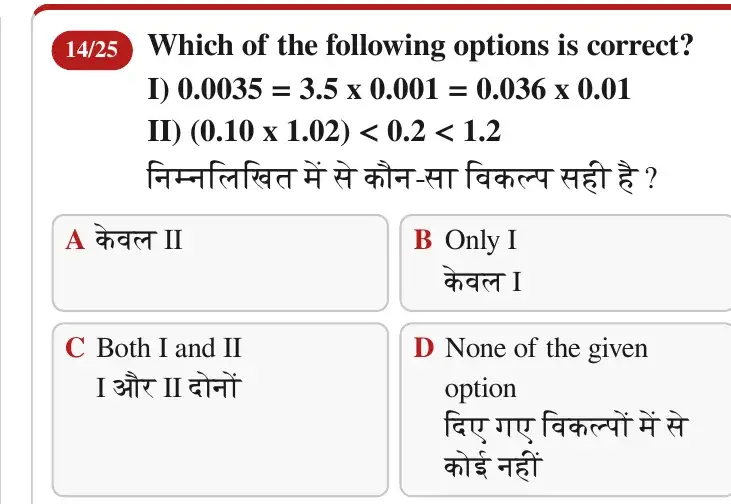 14/25 Which of the following options is correct?
I) 0.0035 = 3.5 x 0.001 = 0.036 x 0.01
II) (0.10 x 1.02) < 0.2 < 1.2
निम्नलिखित में से कौन-सा विकल्प सही है ?
A केवल II
B Only I
केवल I
C Both I and II
I और II दोनों
D None of the given
option
दिए गए विकल्पों में से
कोई नहीं